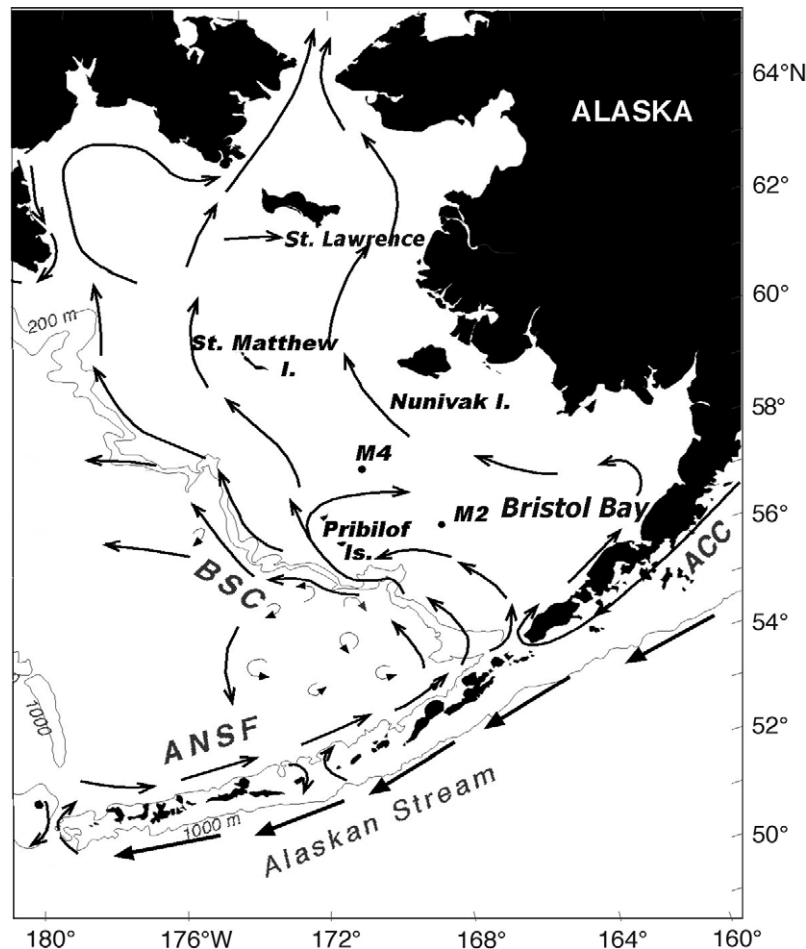 64°N
ALASKA
62°
St. Lawrence
60°
200 m
St. Matthew
I.
Nunivak I.
58°
M4
M2
Bristol Bay
56°
Pribilof
Is.
BSC
ACC
54°
1000
ANSF
52°
1000 m
Alaskan Stream
50°
180°
176°W
172°
168°
164°
160°